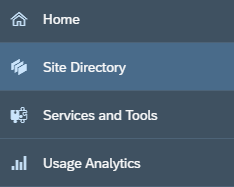 Home
Site Directory
Services and Tools
Usage Analytics